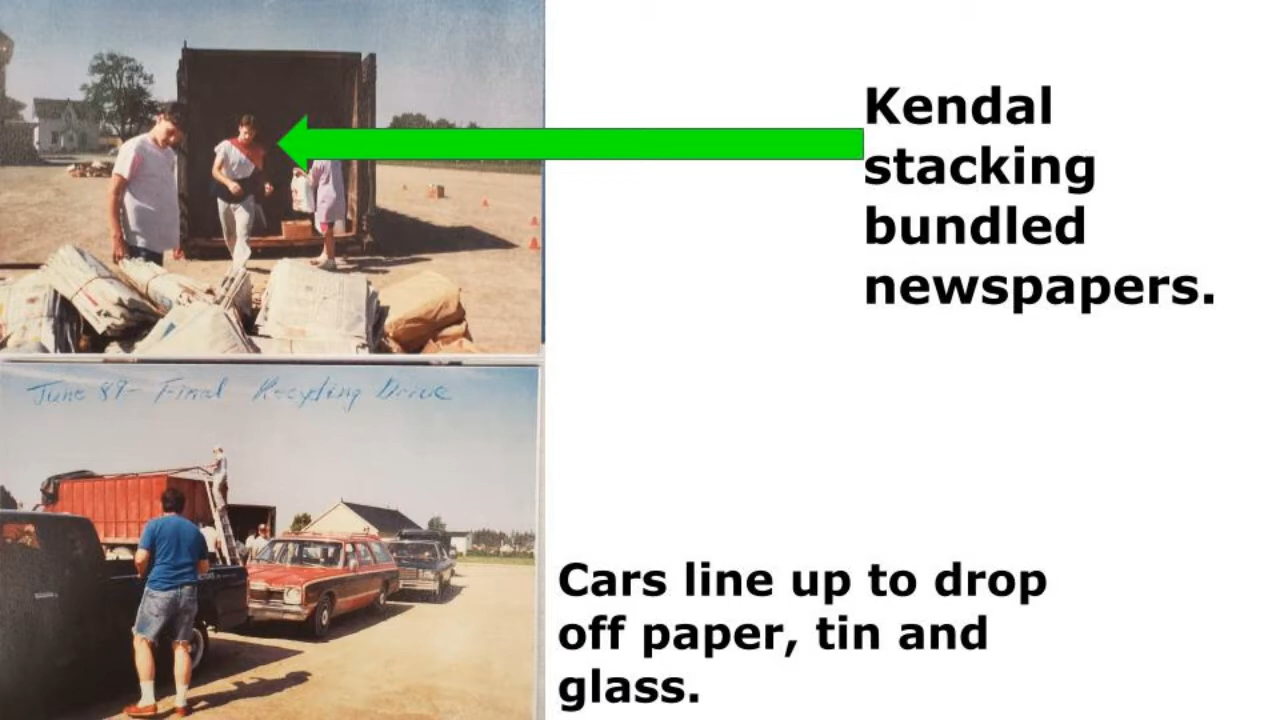 Kendal
stacking
bundled
newspapers.
June 89- Final Recycling Drive
Cars line up to drop
off paper, tin and
glass.